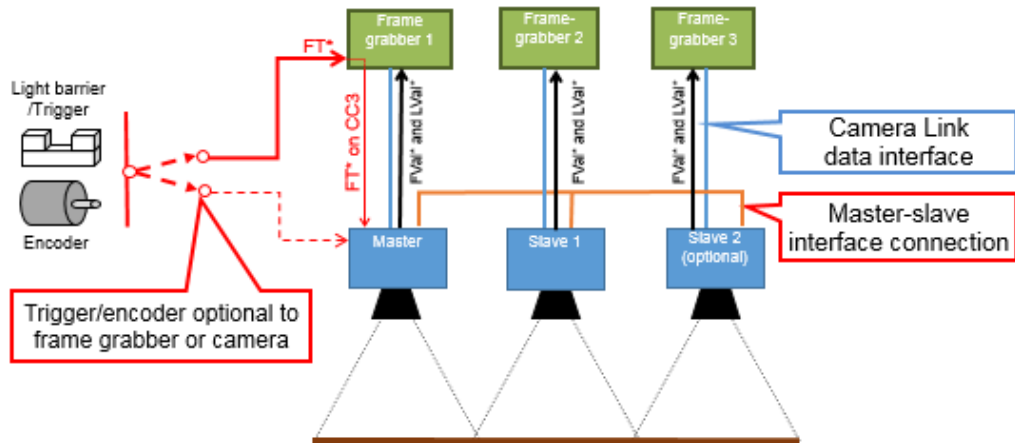 Frame
grabber 1
Frame-
grabber 2
Frame-
grabber 3
FT*
Light barrier
/Trigger
Encoder
FT* on CC3
FVal* and LVal*
FVal* and LVal*
FVal* and LVal*
Camera Link
data interface
Master-slave
interface connection
Master
Slave 1
Slave 2
(optional)
Trigger/encoder optional to
frame grabber or camera